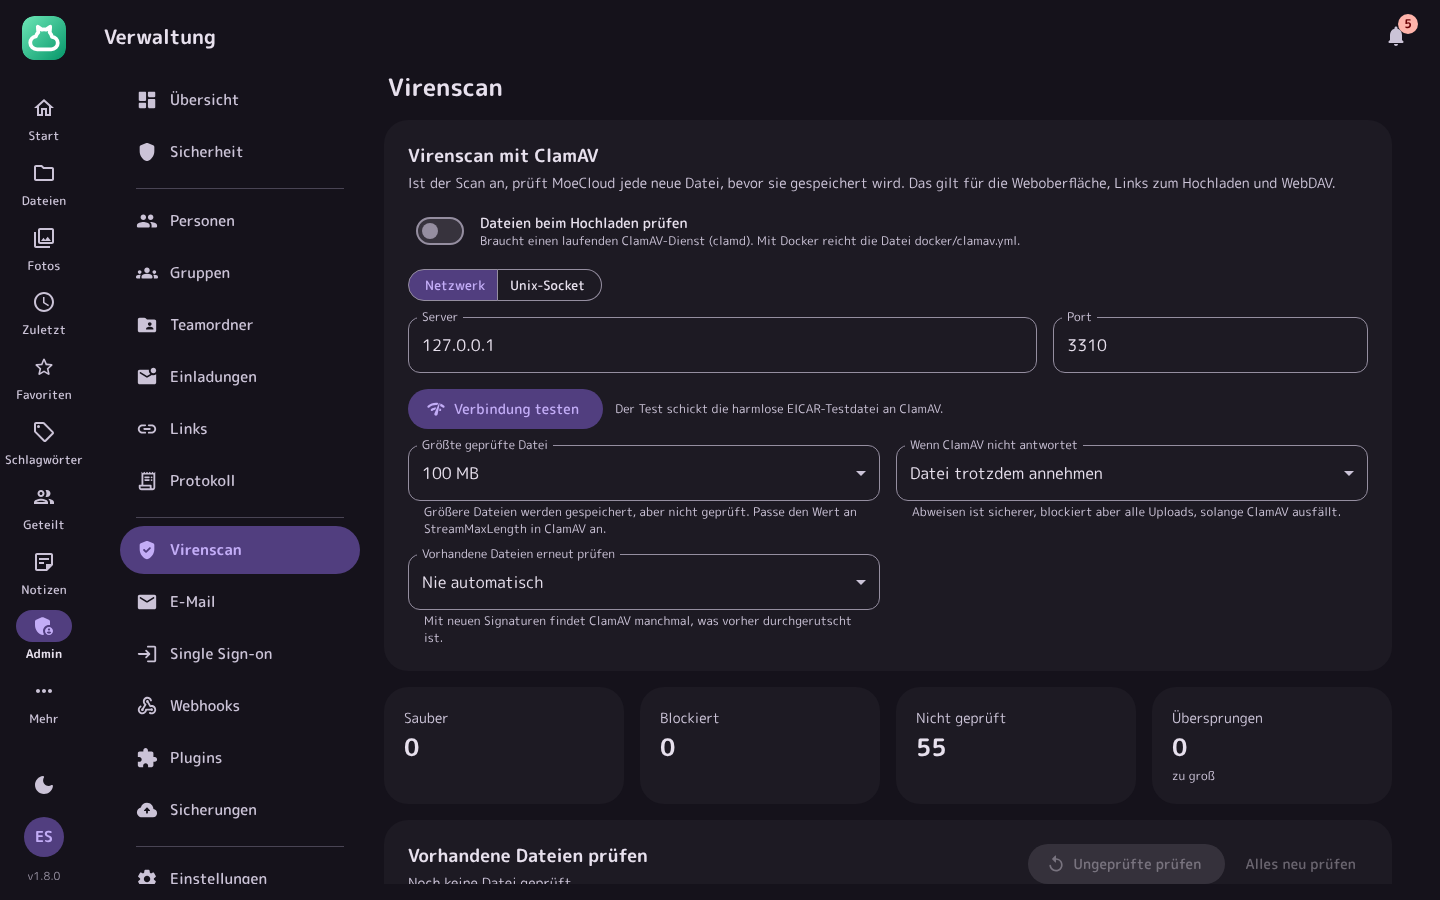 Verwaltung
5
Start
Dateien
Fotos
Zuletzt
Favoriten
Schlagwörter
Geteilt
Notizen
Admin
Mehr
ES
v1.8.0
Übersicht
Sicherheit
Personen
Gruppen
Teamordner
Einladungen
Links
Protokoll
Virenscan
E-Mail
Single Sign-on
Webhooks
Plugins
Sicherungen
Einstellungen
Virenscan
Virenscan mit ClamAV
Ist der Scan an, prüft MoeCloud jede neue Datei, bevor sie gespeichert wird. Das gilt für die Weboberfläche, Links zum Hochladen und WebDAV.
Dateien beim Hochladen prüfen
Braucht einen laufenden ClamAV-Dienst (clamd). Mit Docker reicht die Datei docker/clamav.yml.
Netzwerk Unix-Socket
Server Port
127.0.0.1 3310
Verbindung testen Der Test schickt die harmlose EICAR-Testdatei an ClamAV.
Größte geprüfte Datei
100 MB
Größere Dateien werden gespeichert, aber nicht geprüft. Passe den Wert an
StreamMaxLength in ClamAV an.
Wenn ClamAV nicht antwortet
Datei trotzdem annehmen
Abweisen ist sicherer, blockiert aber alle Uploads, solange ClamAV ausfällt.
Vorhandene Dateien erneut prüfen
Nie automatisch
Mit neuen Signaturen findet ClamAV manchmal, was vorher durchgerutscht
ist.
Sauber
0
Blockiert
0
Nicht geprüft
55
Übersprungen
0
zu groß
Vorhandene Dateien prüfen
Noch keine Datei geprüft
Ungeprüfte prüfen Alles neu prüfen